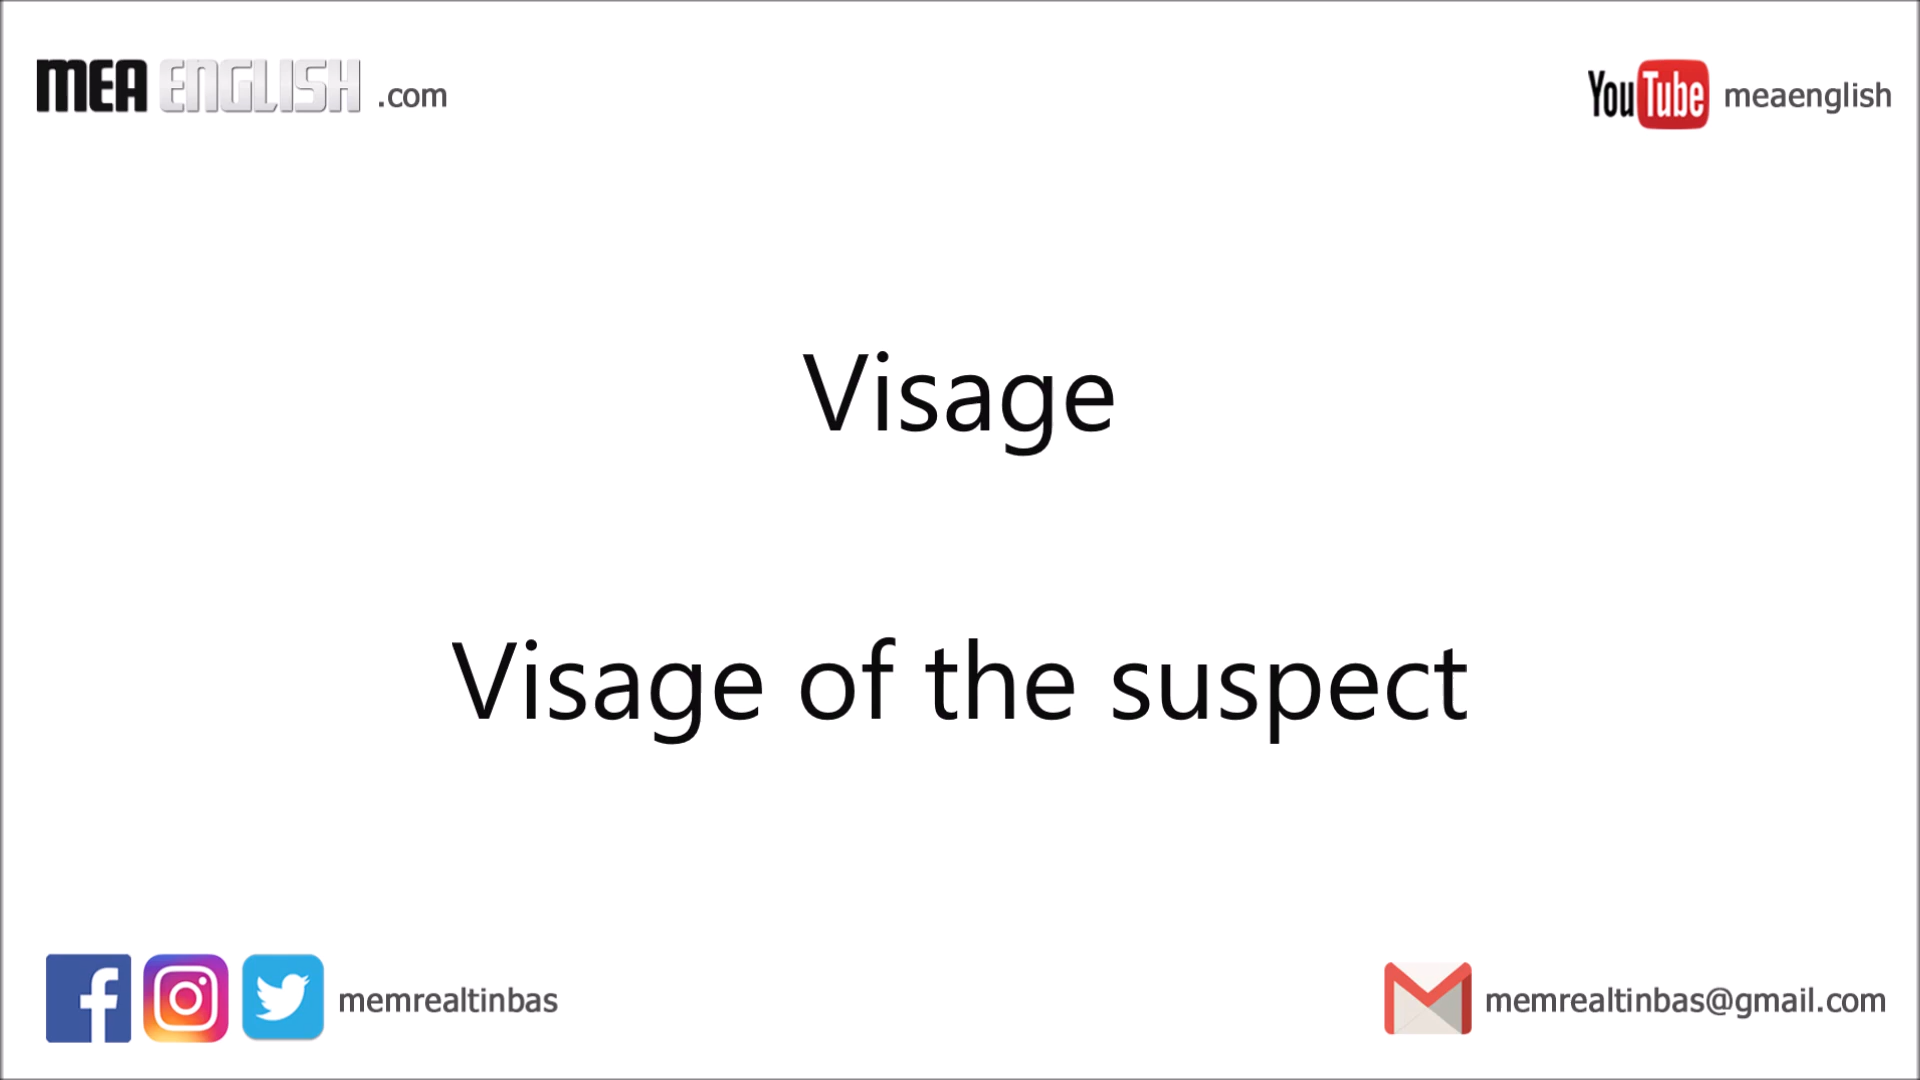 MEA ENGLISH .com
YouTube meaenglish
Visage
Visage of the suspect
memrealtinbas
memrealtinbas@gmail.com